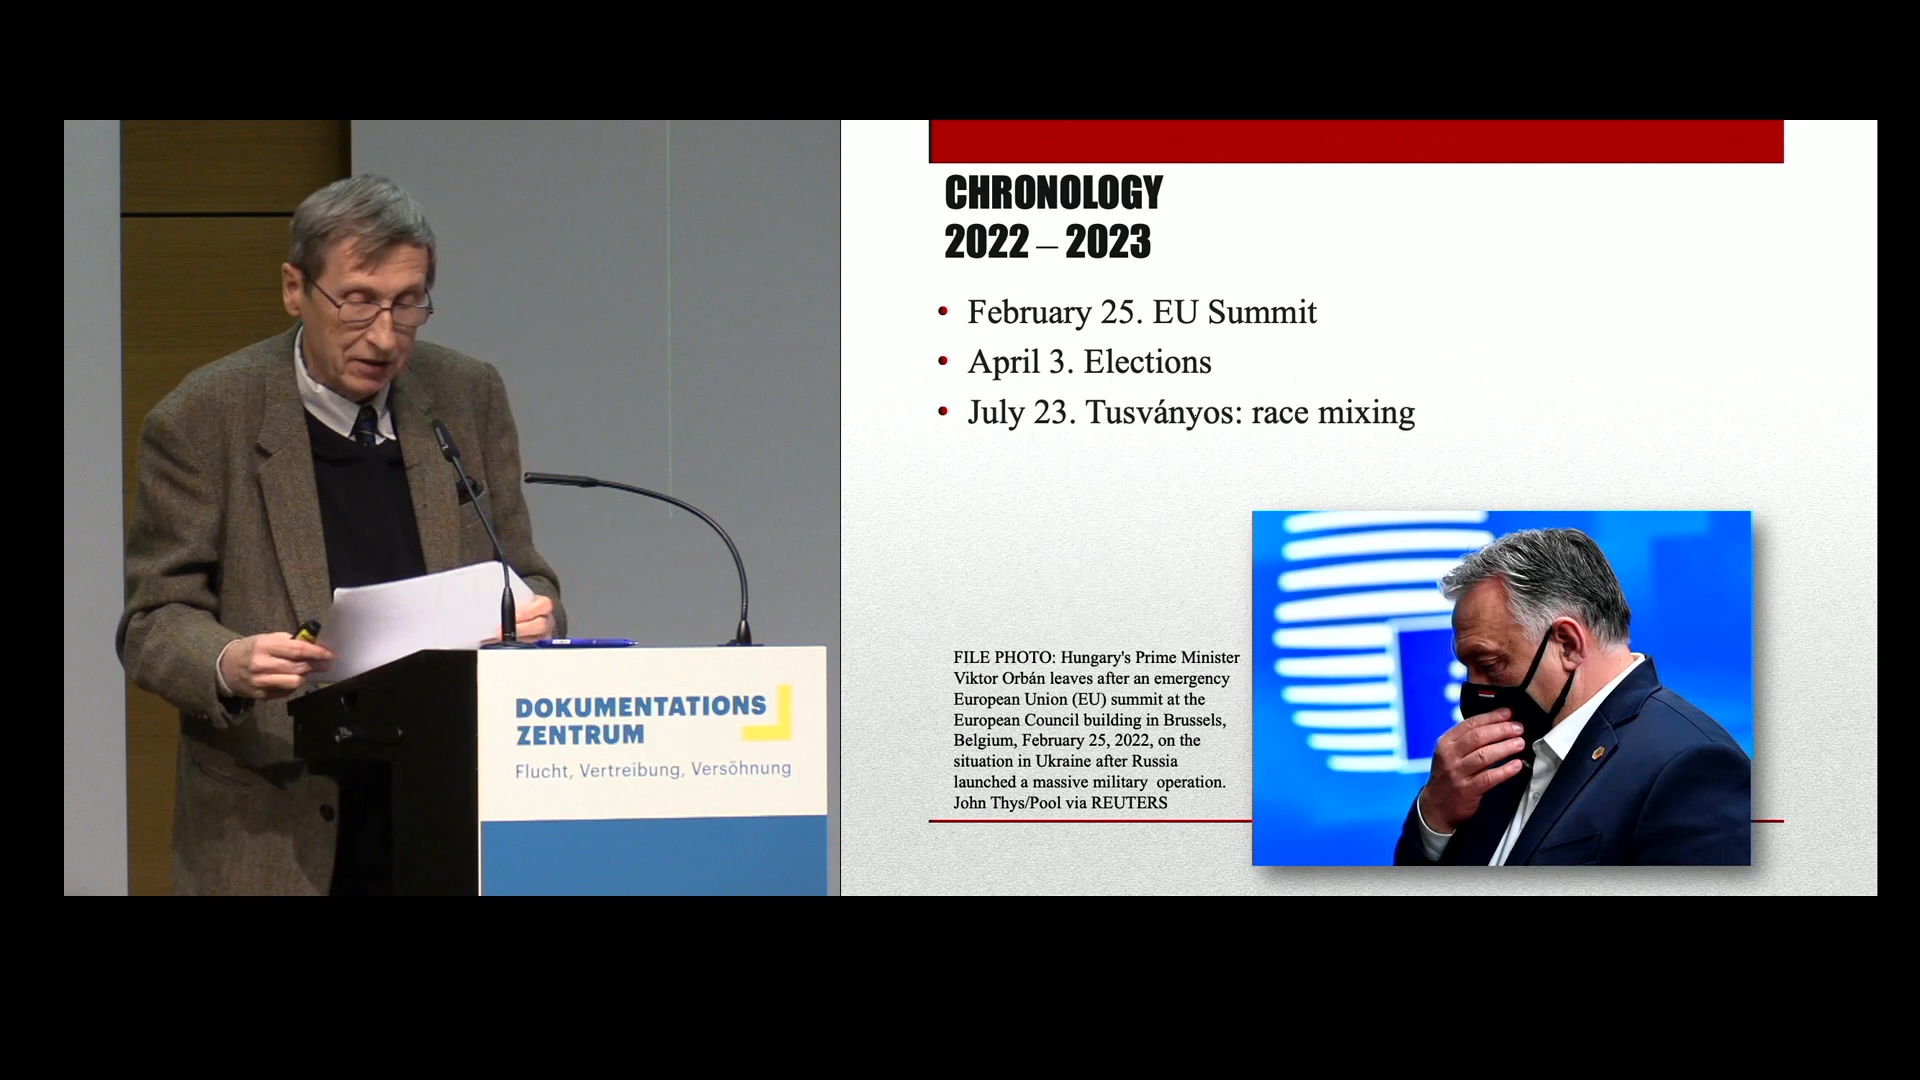 DOKUMENTATIONS
ZENTRUM
Flucht, Vertreibung, Versöhnung
CHRONOLOGY
2022 – 2023
• February 25. EU Summit
• April 3. Elections
• July 23. Tusványos: race mixing
FILE PHOTO: Hungary's Prime Minister
Viktor Orbán leaves after an emergency
European Union (EU) summit at the
European Council building in Brussels,
Belgium, February 25, 2022, on the
situation in Ukraine after Russia
launched a massive military  operation.
John Thys/Pool via REUTERS